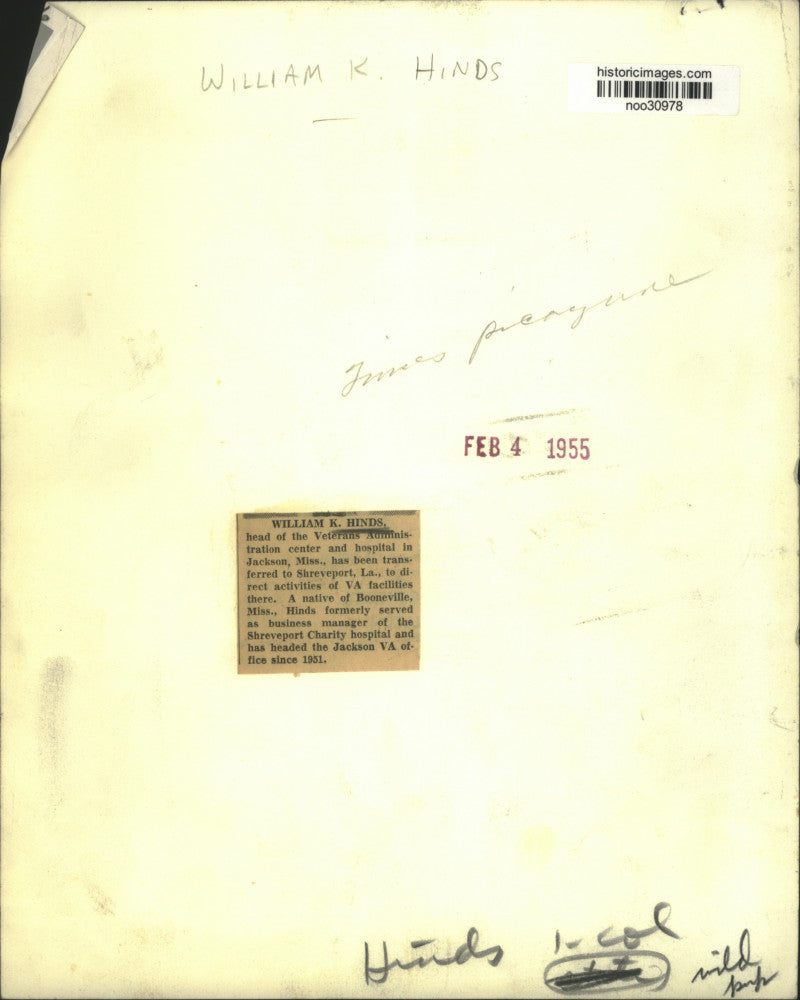 WILLIAM K. HINDS
historicimages.com
noo30978
Times picayune
FEB 4 1955
WILLIAM K. HINDS,
head of the Veterans Adminis-
tration center and hospital in
Jackson, Miss., has been trans-
ferred to Shreveport, La., to di-
rect activities of VA facilities
there. A native of Booneville,
Miss., Hinds formerly served
as business manager of the
Shreveport Charity hospital and
has headed the Jackson VA of-
fice since 1951.
Hinds 1-col